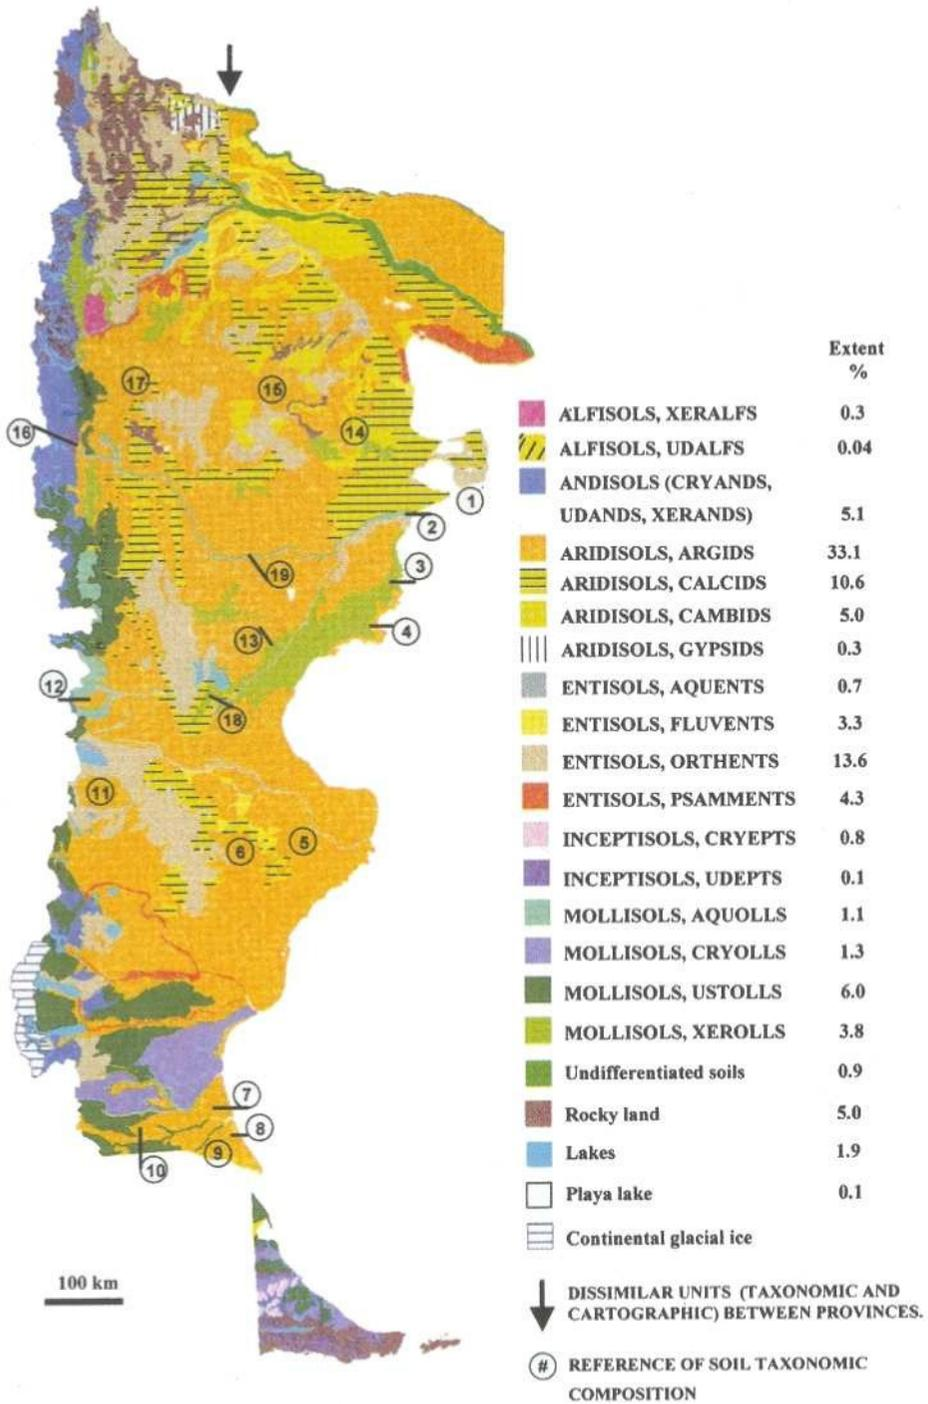 Extent
%
ALFISOLS, XERALFS 0.3
ALFISOLS, UDALFS 0.04
ANDISOLS (CRYANDS,
UDANDS, XERANDS) 5.1
ARIDISOLS, ARGIDS 33.1
ARIDISOLS, CALCIDS 10.6
ARIDISOLS, CAMBIDS 5.0
ARIDISOLS, GYPSIDS 0.3
ENTISOLS, AQUENTS 0.7
ENTISOLS, FLUVENTS 3.3
ENTISOLS, ORTHENTS 13.6
ENTISOLS, PSAMMENTS 4.3
INCEPTISOLS, CRYEPTS 0.8
INCEPTISOLS, UDEPTS 0.1
MOLLISOLS, AQUOLLS 1.1
MOLLISOLS, CRYOLLS 1.3
MOLLISOLS, USTOLLS 6.0
MOLLISOLS, XEROLLS 3.8
Undifferentiated soils 0.9
Rocky land 5.0
Lakes 1.9
Playa lake 0.1
Continental glacial ice
DISSIMILAR UNITS (TAXONOMIC AND
CARTOGRAPHIC) BETWEEN PROVINCES.
# REFERENCE OF SOIL TAXONOMIC
COMPOSITION
17
15
16
14
1
2
3
19
4
13
12
18
11
5
6
7
8
9
10
100 km